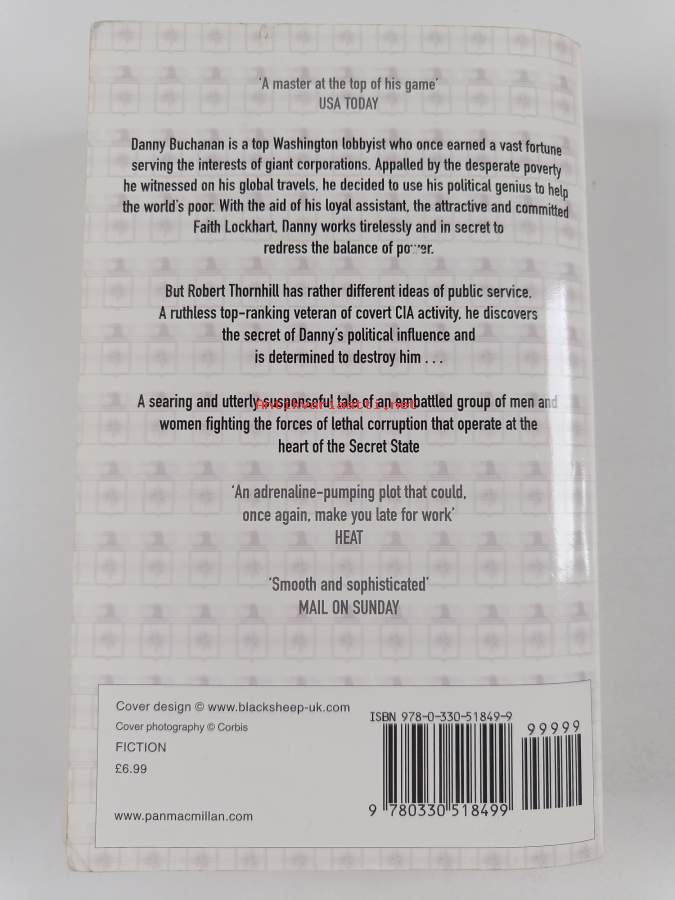 ‘A master at the top of his game’
USA TODAY
Danny Buchanan is a top Washington lobbyist who once earned a vast fortune
serving the interests of giant corporations. Appalled by the desperate poverty
he witnessed on his global travels, he decided to use his political genius to help
the world's poor. With the aid of his loyal assistant, the attractive and committed
Faith Lockhart, Danny works tirelessly and in secret to
redress the balance of power.
But Robert Thornhill has rather different ideas of public service.
A ruthless top-ranking veteran of covert CIA activity, he discovers
the secret of Danny's political influence and
is determined to destroy him . . .
A searing and utterly suspenseful tale of an embattled group of men and
women fighting the forces of lethal corruption that operate at the
heart of the Secret State
‘An adrenaline-pumping plot that could,
once again, make you late for work’
HEAT
‘Smooth and sophisticated’
MAIL ON SUNDAY
Cover design © www.blacksheep-uk.com
Cover photography © Corbis
FICTION
£6.99
www.panmacmillan.com
ISBN 978-0-330-51849-9
99999
9 780330 518499